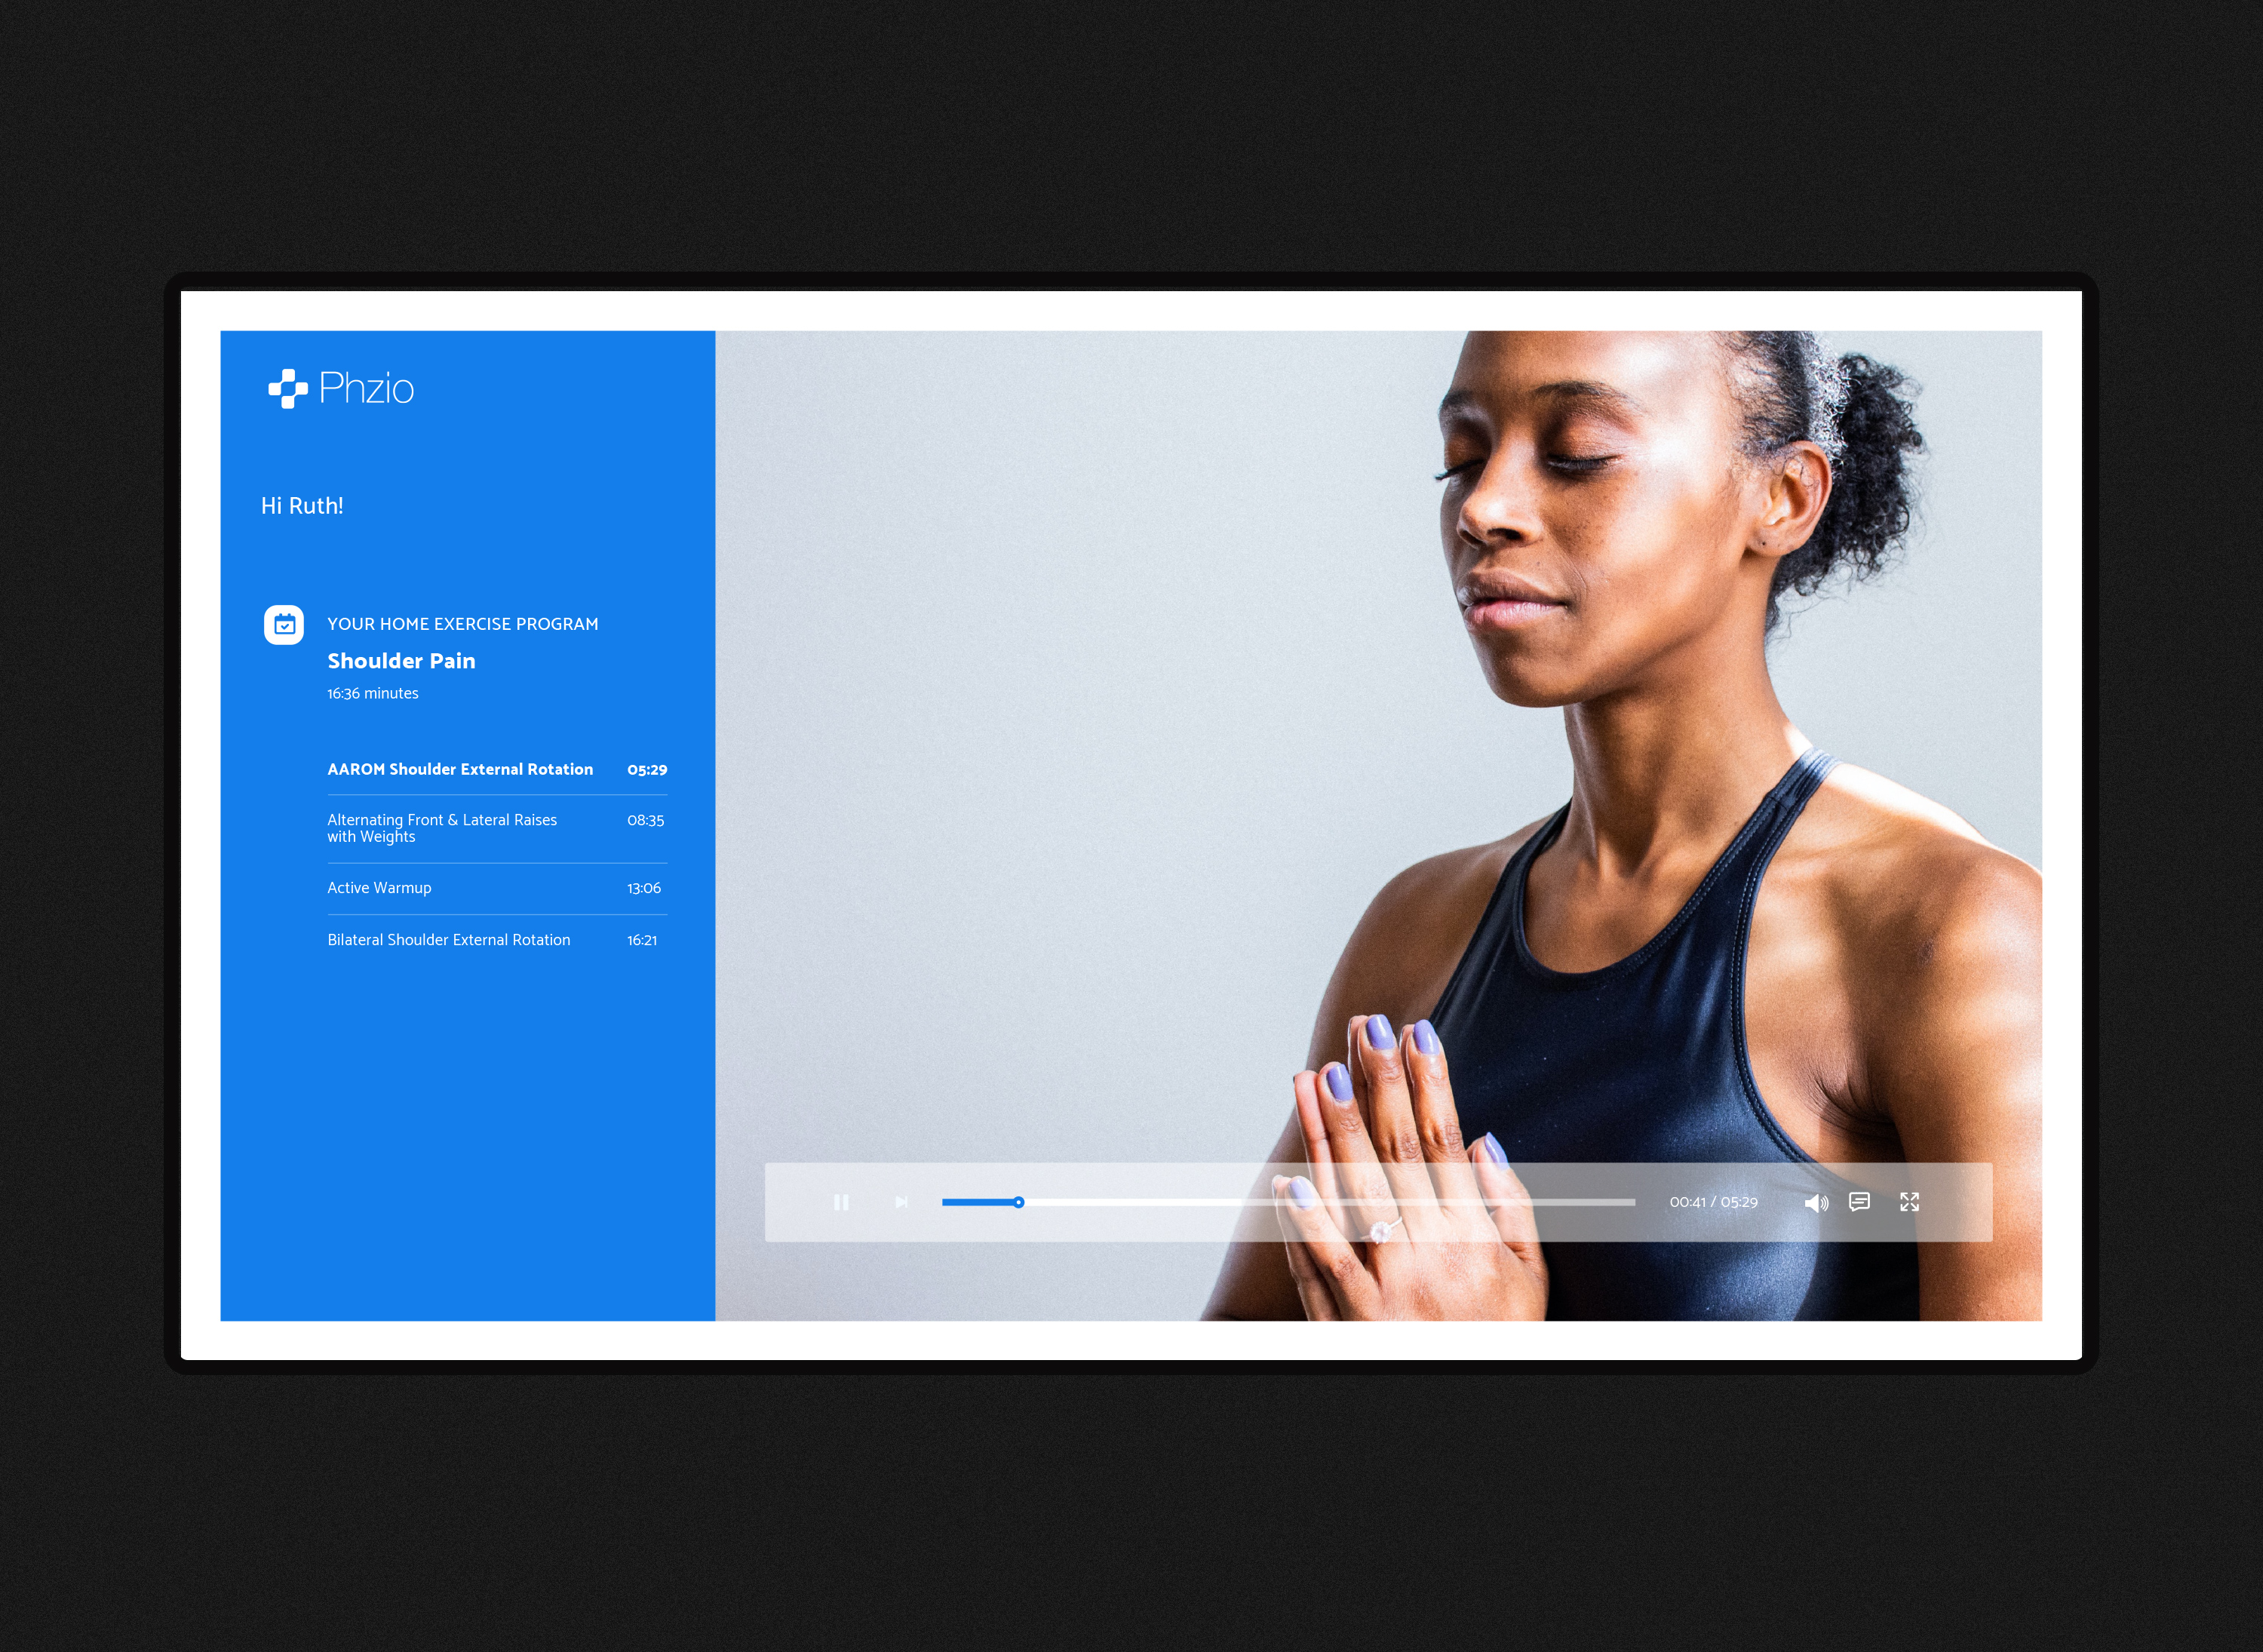 Phzio
Hi Ruth!
YOUR HOME EXERCISE PROGRAM
Shoulder Pain
16:36 minutes
AAROM Shoulder External Rotation 05:29
Alternating Front & Lateral Raises 08:35
with Weights
Active Warmup 13:06
Bilateral Shoulder External Rotation 16:21
00:41 / 05:29